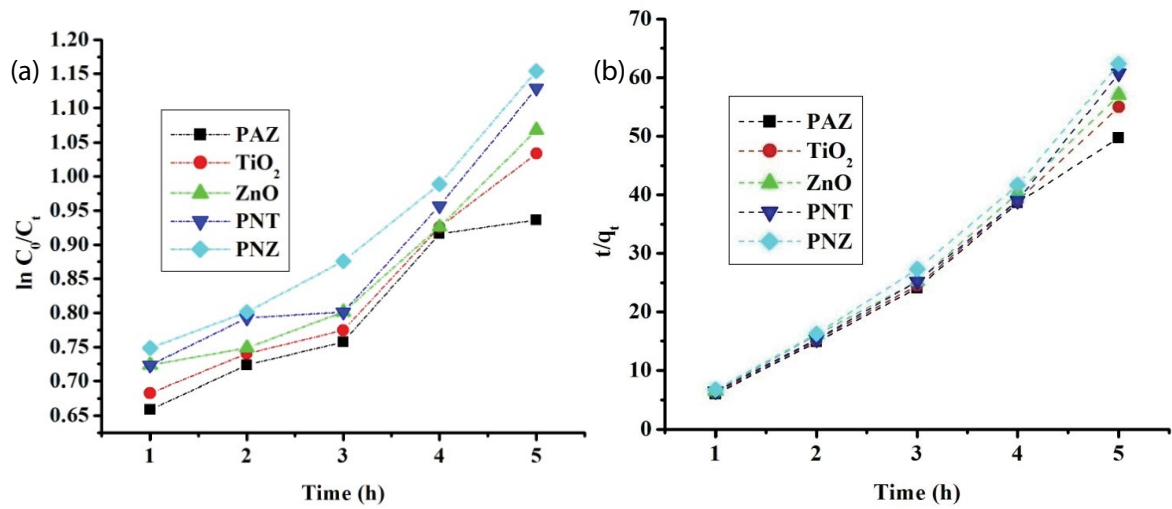 (a)
ln C₀/Cₜ
1.20
1.15
1.10
1.05
1.00
0.95
0.90
0.85
0.80
0.75
0.70
0.65
PAZ
TiO₂
ZnO
PNT
PNZ
1 2 3 4 5
Time (h)
(b)
t/qₜ
70
60
50
40
30
20
10
0
PAZ
TiO₂
ZnO
PNT
PNZ
1 2 3 4 5
Time (h)